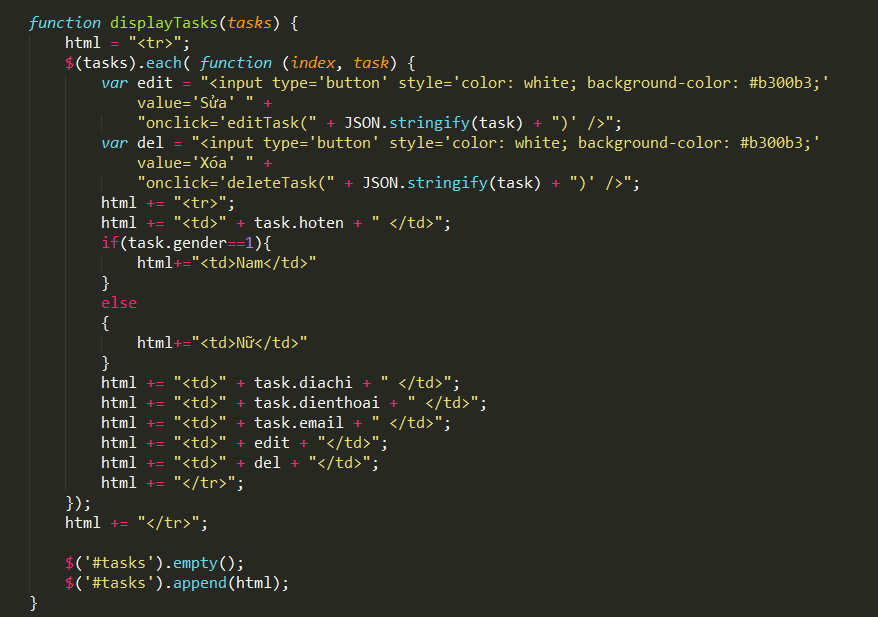 function displayTasks(tasks) {
    html = "<tr>";
    $(tasks).each( function (index, task) {
        var edit = "<input type='button' style='color: white; background-color: #b300b3;'
            value='Sửa' " +
            "onclick='editTask(" + JSON.stringify(task) + ")' />";
        var del = "<input type='button' style='color: white; background-color: #b300b3;'
            value='Xóa' " +
            "onclick='deleteTask(" + JSON.stringify(task) + ")' />";
        html += "<tr>";
        html += "<td>" + task.hoten + " </td>";
        if(task.gender==1){
            html+="<td>Nam</td>"
        }
        else
        {
            html+="<td>Nữ</td>"
        }
        html += "<td>" + task.diachi + " </td>";
        html += "<td>" + task.dienthoai + " </td>";
        html += "<td>" + task.email + " </td>";
        html += "<td>" + edit + "</td>";
        html += "<td>" + del + "</td>";
        html += "</tr>";
    });
    html += "</tr>";

    $('#tasks').empty();
    $('#tasks').append(html);
}